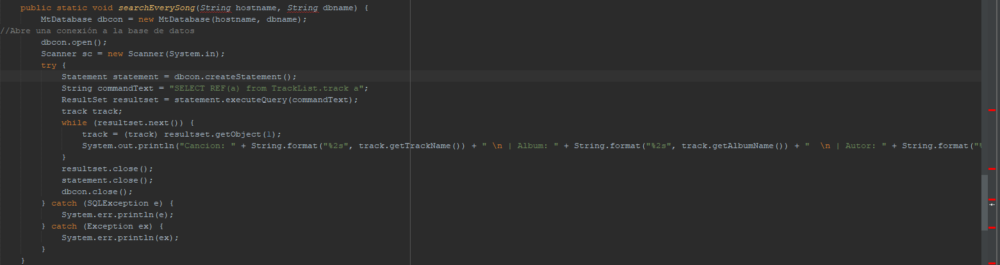 public static void searchEverySong(String hostname, String dbname) {
MtDatabase dbcon = new MtDatabase(hostname, dbname);
//Abre una conexión a la base de datos
dbcon.open();
Scanner sc = new Scanner(System.in);
try {
Statement statement = dbcon.createStatement();
String commandText = "SELECT REF(a) from TrackList.track a";
ResultSet resultset = statement.executeQuery(commandText);
track track;
while (resultset.next()) {
track = (track) resultset.getObject(1);
System.out.println("Cancion: " + String.format("%2s", track.getTrackName()) + " \n | Album: " + String.format("%2s", track.getAlbumName()) + "  \n | Autor: " + String.format("%
}
resultset.close();
statement.close();
dbcon.close();
} catch (SQLException e) {
System.err.println(e);
} catch (Exception ex) {
System.err.println(ex);
}
}